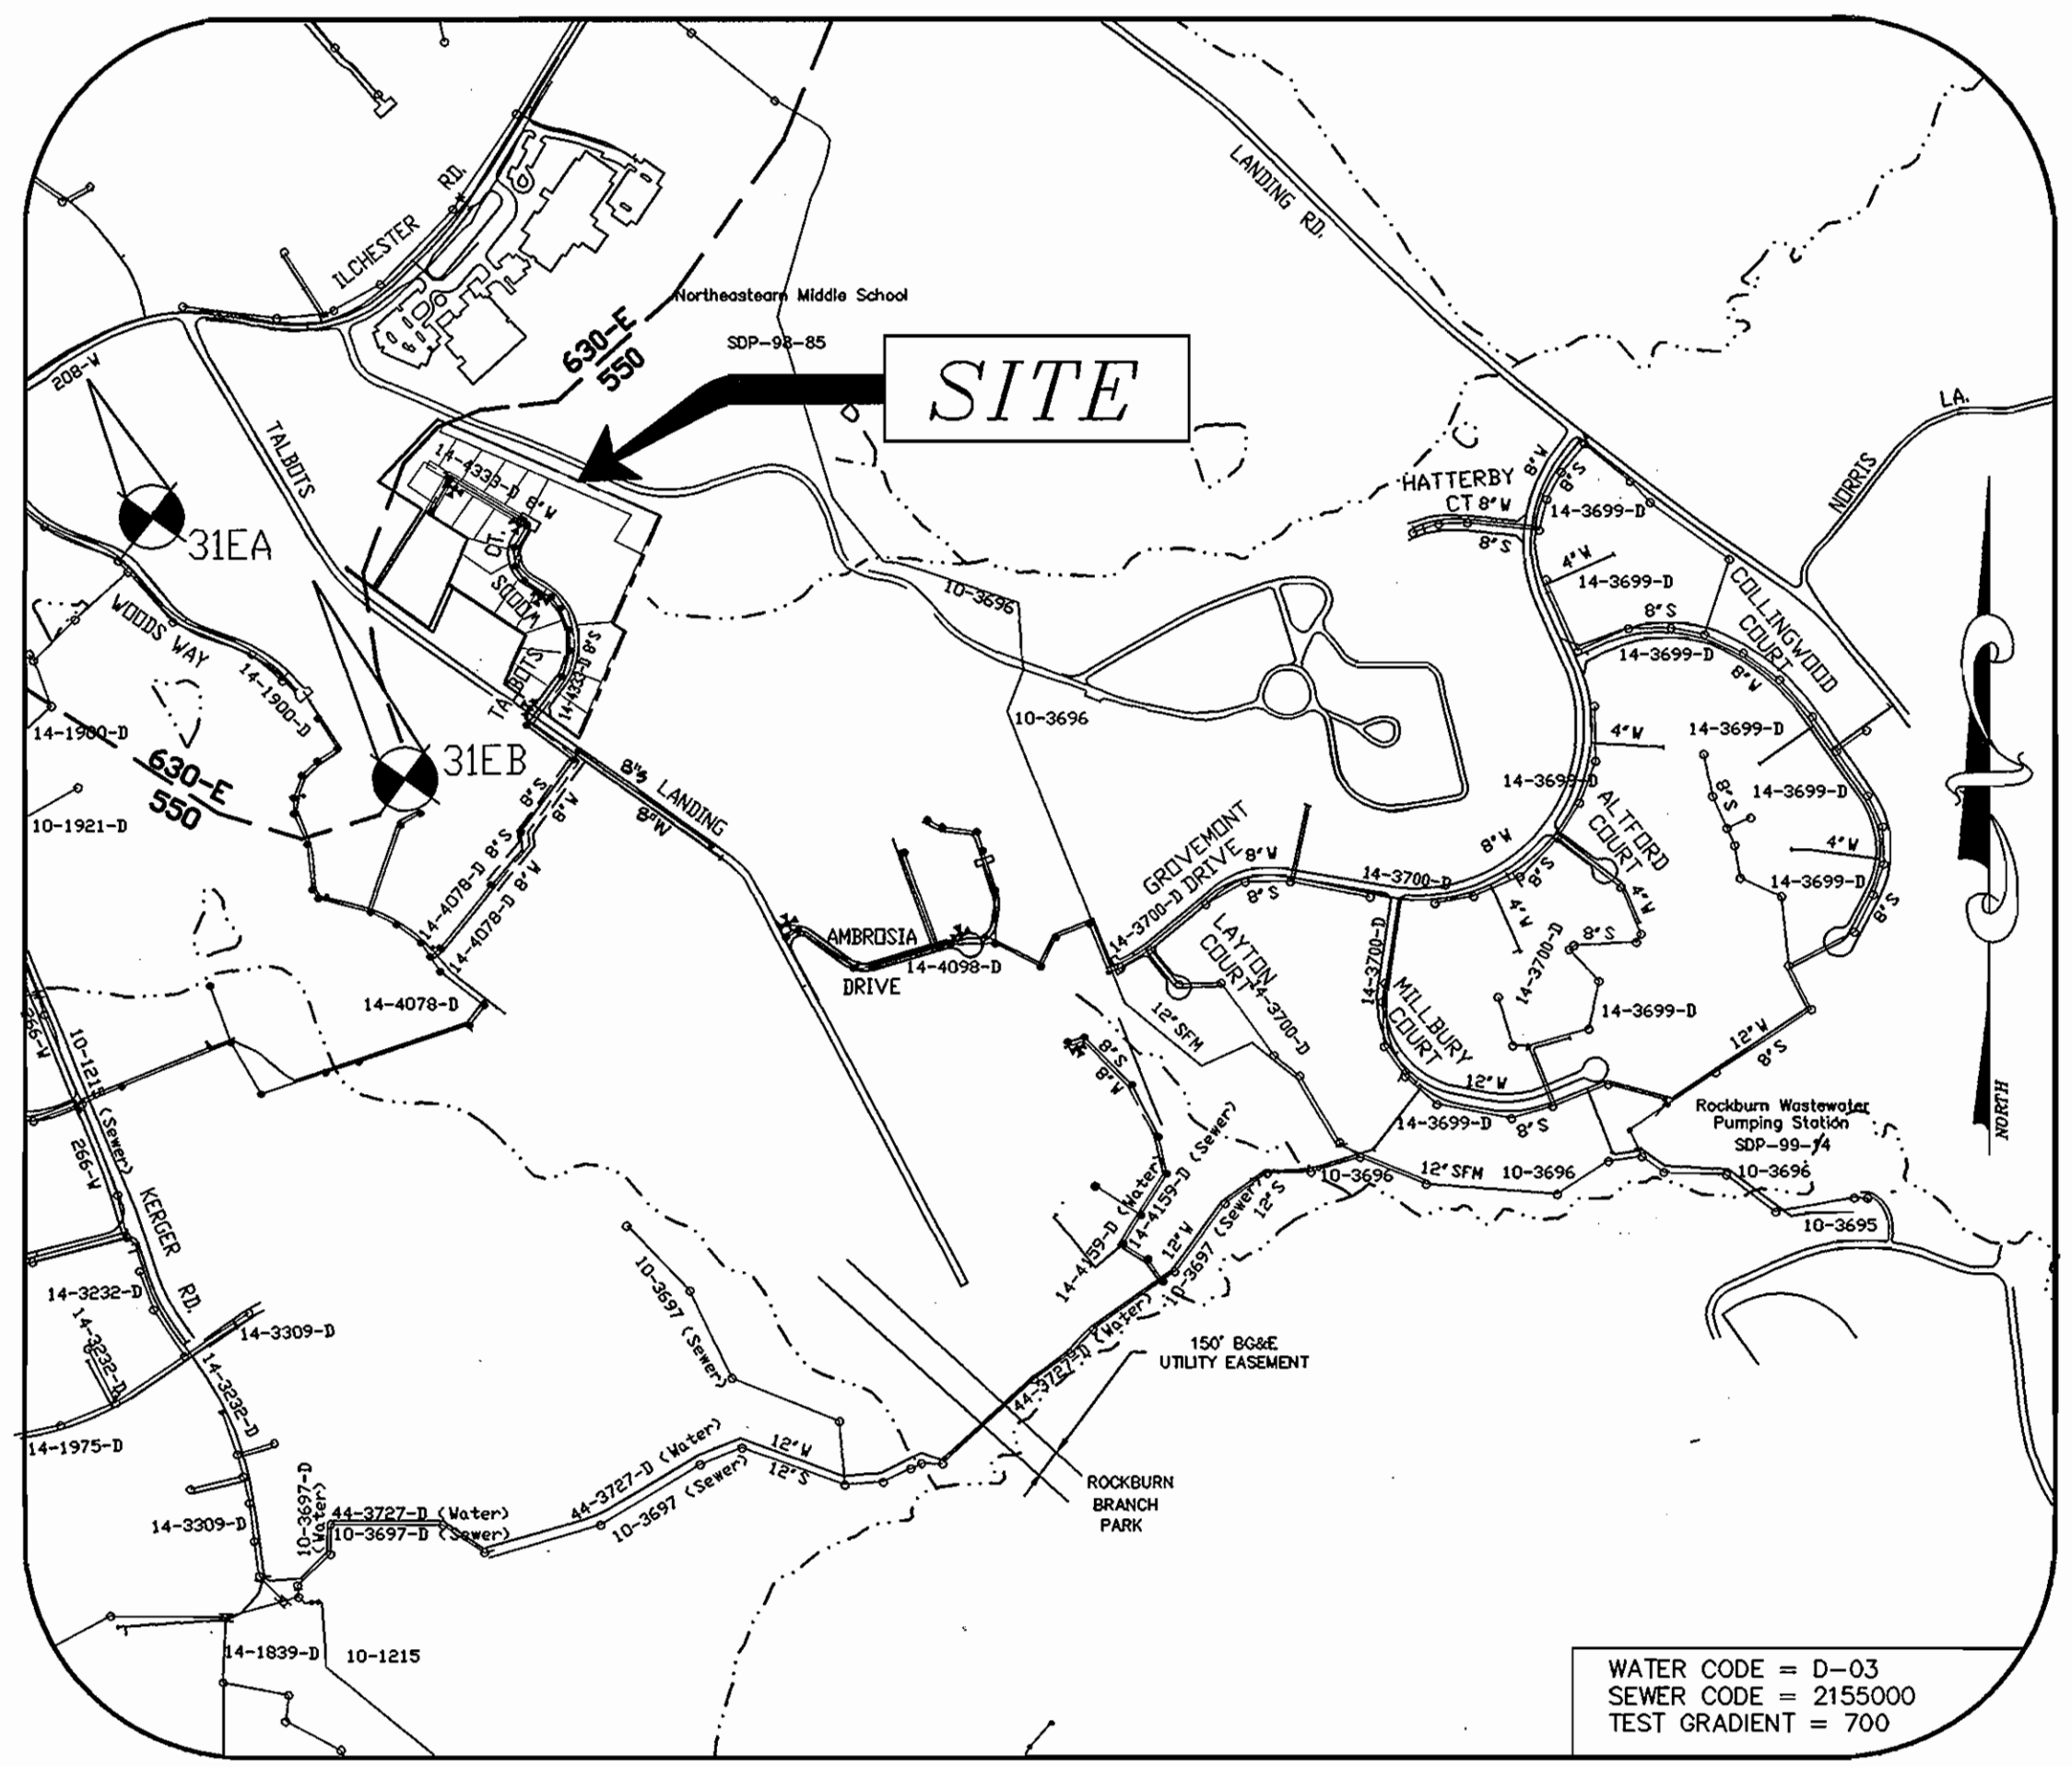 ILCHESTER RD.
LANDING RD.
Northeastearn Middle School
SDP-98-85
630-E
550
208-W
SITE
TALBOTS
14-4333-D 8"W
31EA
HATTERBY
CT 8"W
8"S
8"W
8"S
14-3699-D
NORRIS
LA.
4"W
14-3699-D
8"S
14-3699-D
COLLINGWOOD
COURT
8"W
10-3696
CT.
TALBOTS
14-4333-D 8"S
WOODS WAY
14-1900-D
14-1900-D
630-E
550
31EB
10-1921-D
10-3696
4"W
14-3699-D
14-3699-D
8"S
14-3699-D
4"W
14-3699-D
8"S
ALTFORD
COURT
8"S
LANDING
8"W
8"S
8"W
14-4078-D 8"S
14-4078-D 8"W
14-4078-D
GROVEMONT
DRIVE
14-3700-D
8"W
8"S
14-3700-D
8"W
8"S
4"W
4"W
8"S
AMBROSIA
DRIVE
14-4098-D
LAYTON
COURT
14-3700-D
14-3700-D
14-3700-D
14-3699-D
12"SFM
MILLBURY
COURT
12"W
14-3699-D
8"S
12"W
8"S
Rockburn Wastewater
Pumping Station
SDP-99-14
8"S
8"W
14-4159-D (Water)
14-4159-D (Sewer)
10-3696
12"SFM
10-3696
10-3696
10-3695
12"S
12"W
10-3697 (Sewer)
266-W
10-1215 (Sewer)
266-W
KERGER RD.
14-3232-D
14-3232-D
14-3309-D
14-3232-D
14-1975-D
14-3309-D
10-3697 (Sewer)
44-3727-D (Water)
150' BG&E
UTILITY EASEMENT
10-3697-D
(Water)
44-3727-D (Water)
10-3697-D (Sewer)
44-3727-D (Water)
10-3697 (Sewer)
12"W
12"S
ROCKBURN
BRANCH
PARK
14-1839-D
10-1215
NORTH
WATER CODE = D-03
SEWER CODE = 2155000
TEST GRADIENT = 700